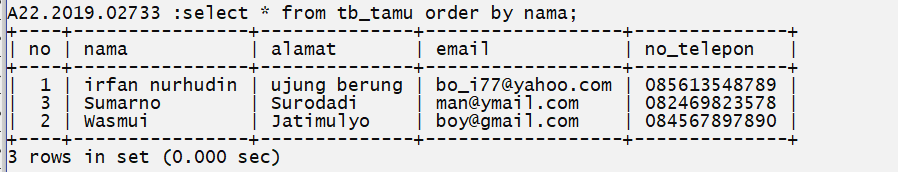 A22.2019.02733 :select * from tb_tamu order by nama;
+----+-----------------+--------------+------------------+--------------+
| no | nama            | alamat       | email            | no_telepon   |
+----+-----------------+--------------+------------------+--------------+
|  1 | irfan nurhudin  | ujung berung | bo_i77@yahoo.com | 085613548789 |
|  3 | Sumarno         | Surodadi     | man@ymail.com    | 082469823578 |
|  2 | Wasmui          | Jatimulyo    | boy@gmail.com    | 084567897890 |
+----+-----------------+--------------+------------------+--------------+
3 rows in set (0.000 sec)